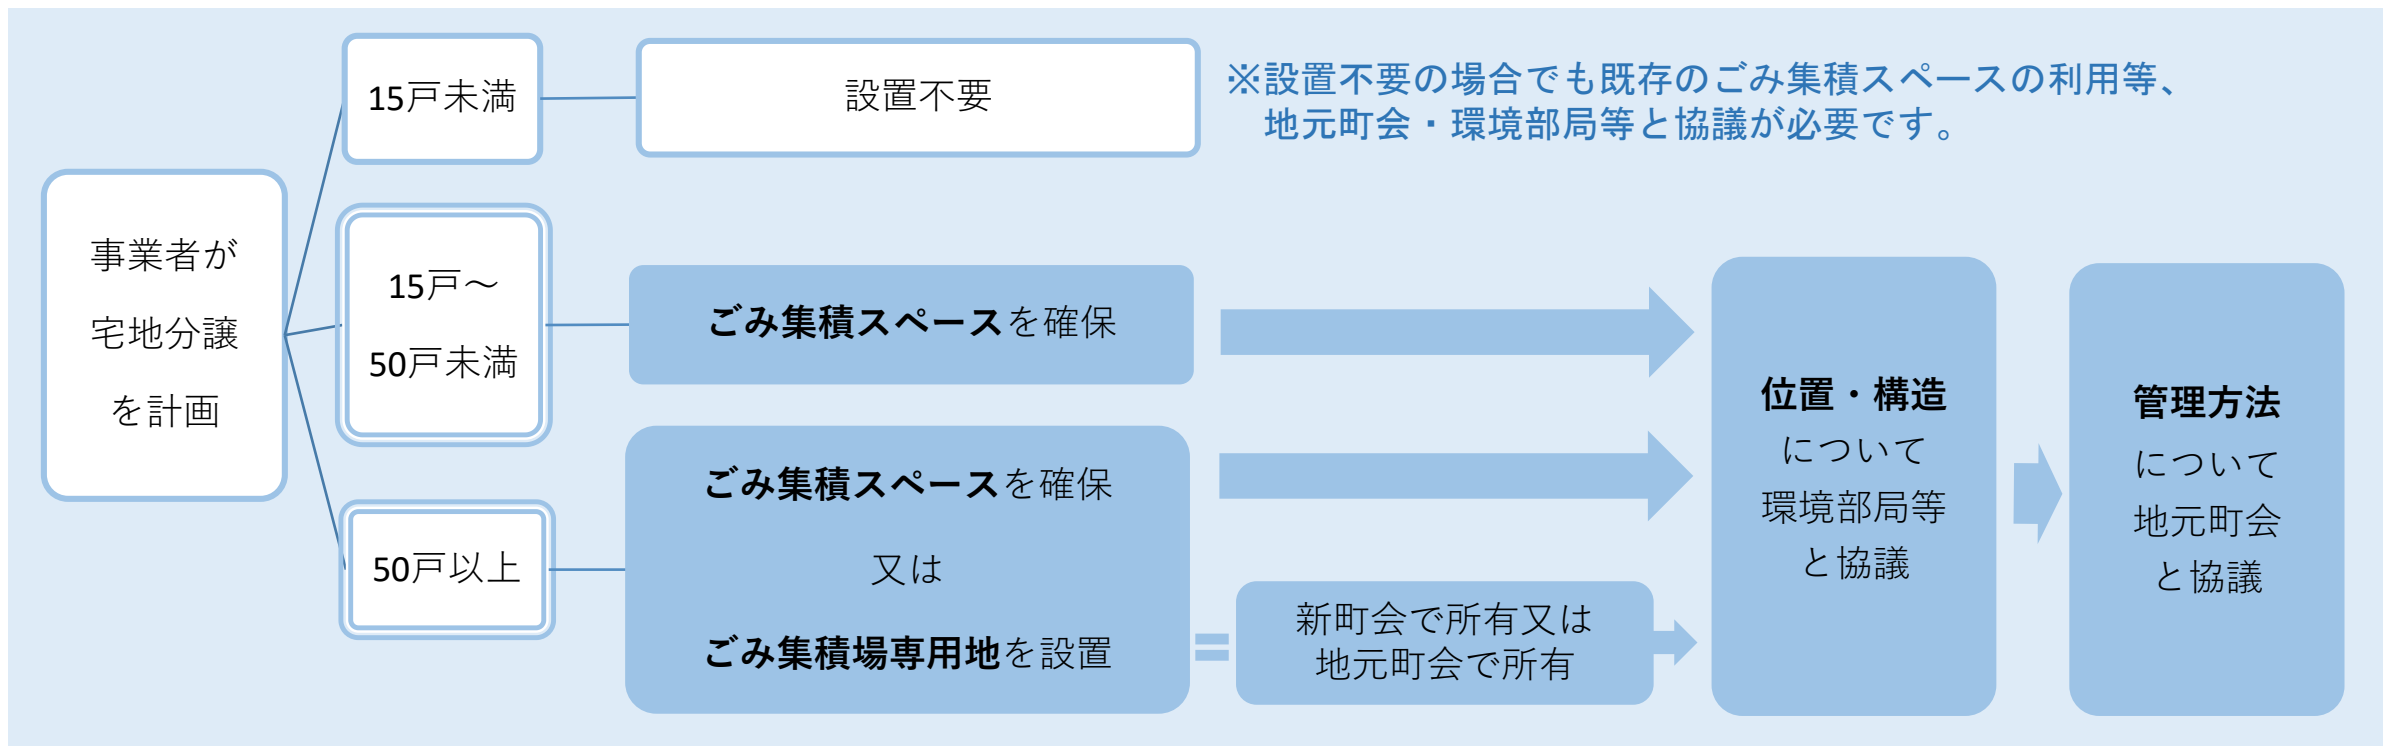 事業者が
宅地分譲
を計画
15戸未満
設置不要
※設置不要の場合でも既存のごみ集積スペースの利用等、
地元町会・環境部局等と協議が必要です。
15戸～
50戸未満
ごみ集積スペースを確保
50戸以上
ごみ集積スペースを確保
又は
ごみ集積場専用地を設置
＝
新町会で所有又は
地元町会で所有
位置・構造
について
環境部局等
と協議
管理方法
について
地元町会
と協議